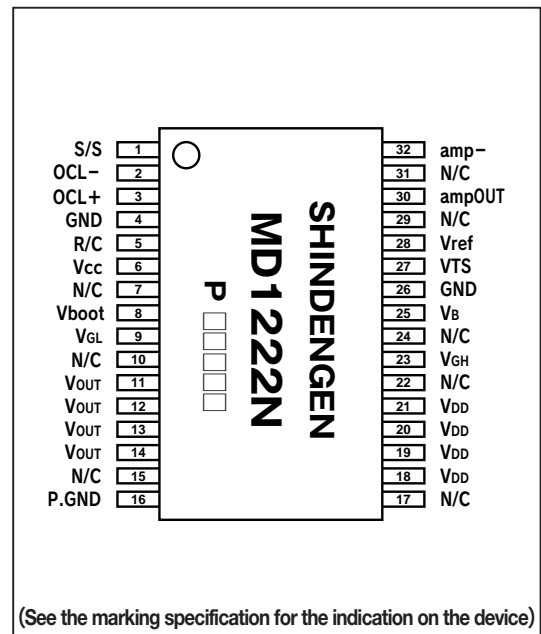 S/S 1
OCL− 2
OCL+ 3
GND 4
R/C 5
Vcc 6
N/C 7
Vboot 8
VGL 9
N/C 10
VOUT 11
VOUT 12
VOUT 13
VOUT 14
N/C 15
P.GND 16
SHINDENGEN
MD1222N
P□□□□□
32 amp−
31 N/C
30 ampOUT
29 N/C
28 Vref
27 VTS
26 GND
25 VB
24 N/C
23 VGH
22 N/C
21 VDD
20 VDD
19 VDD
18 VDD
17 N/C
(See the marking specification for the indication on the device)